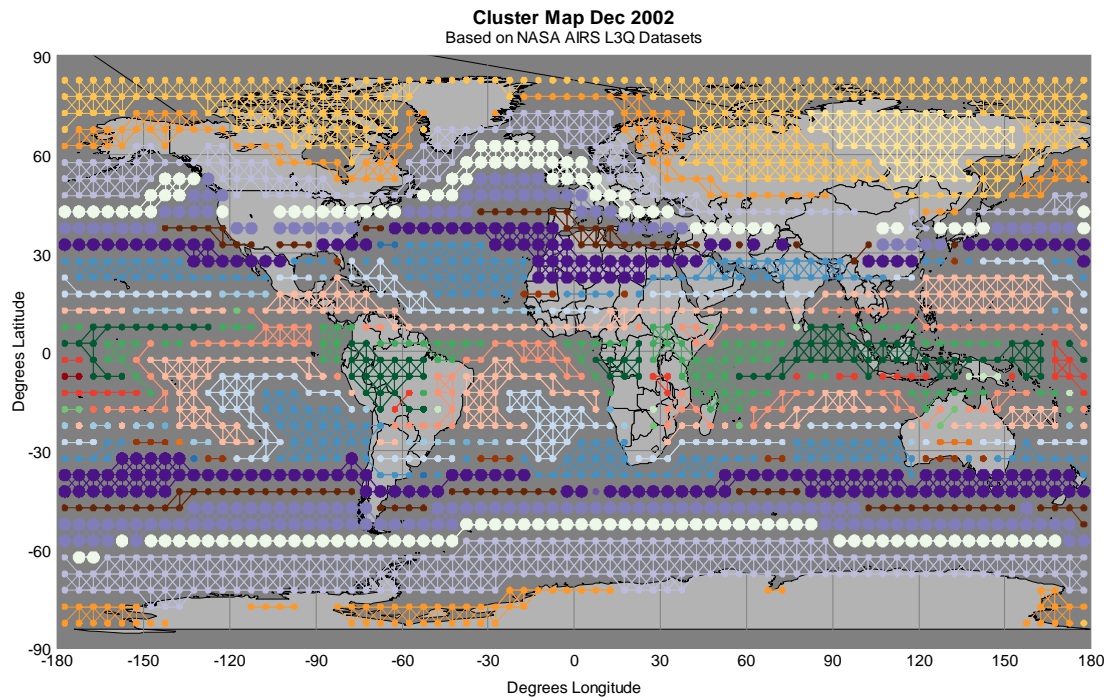 Cluster Map Dec 2002
Based on NASA AIRS L3Q Datasets
90
60
30
0
-30
-60
-90
Degrees Latitude
-180 -150 -120 -90 -60 -30 0 30 60 90 120 150 180
Degrees Longitude